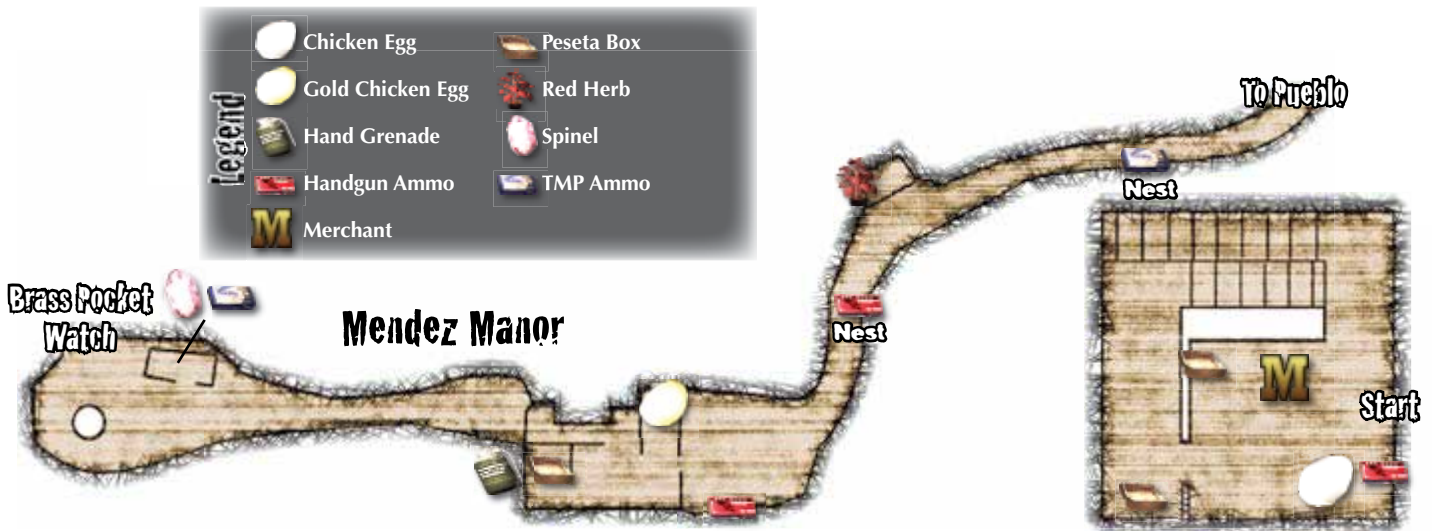 Legend
Chicken Egg
Gold Chicken Egg
Hand Grenade
Handgun Ammo
M Merchant
Peseta Box
Red Herb
Spinel
TMP Ammo
To Pueblo
Nest
Brass Pocket
Watch
Mendez Manor
Nest
M
Start